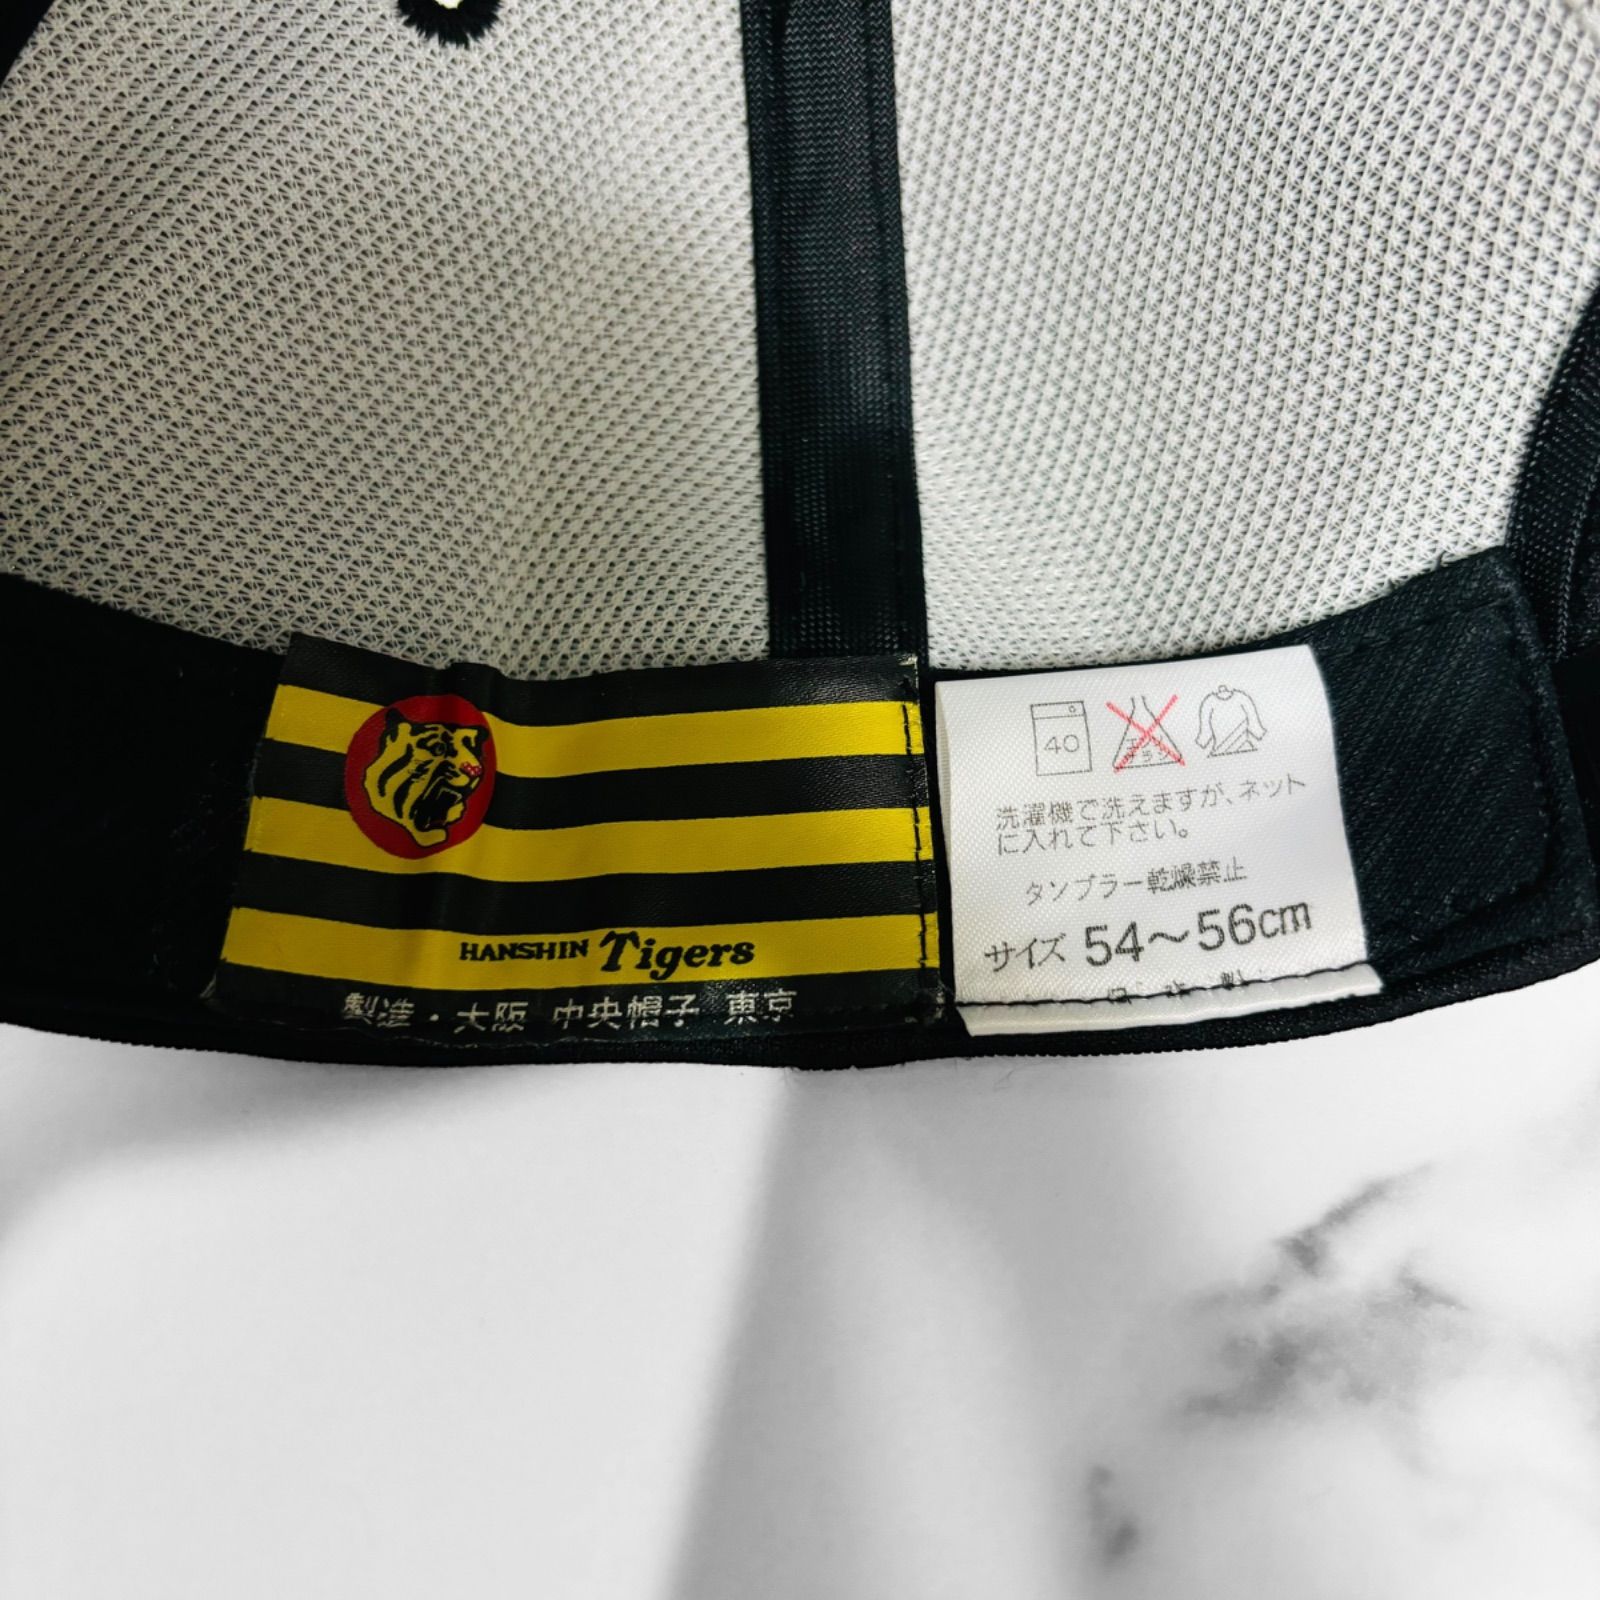 HANSHIN Tigers
製造・大阪 中央帽子 東京
40
洗濯機で洗えますが、ネット
に入れて下さい。
タンブラー乾燥禁止
サイズ 54～56cm